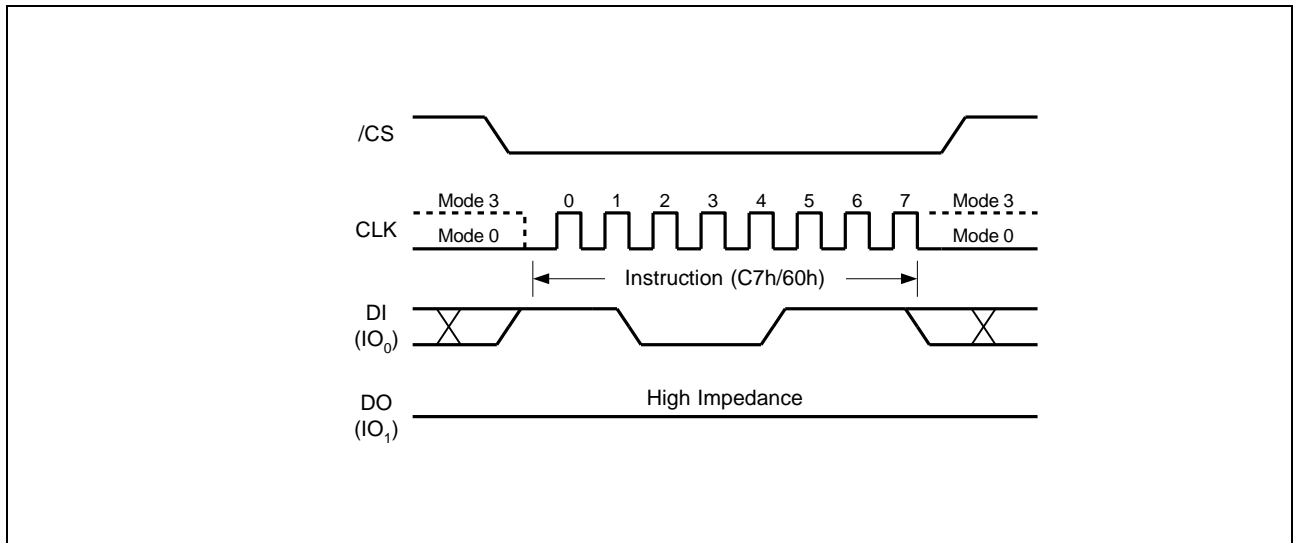 /CS
Mode 3 0 1 2 3 4 5 6 7 Mode 3
CLK
Mode 0 Mode 0
Instruction (C7h/60h)
DI
(IO0)
High Impedance
DO
(IO1)